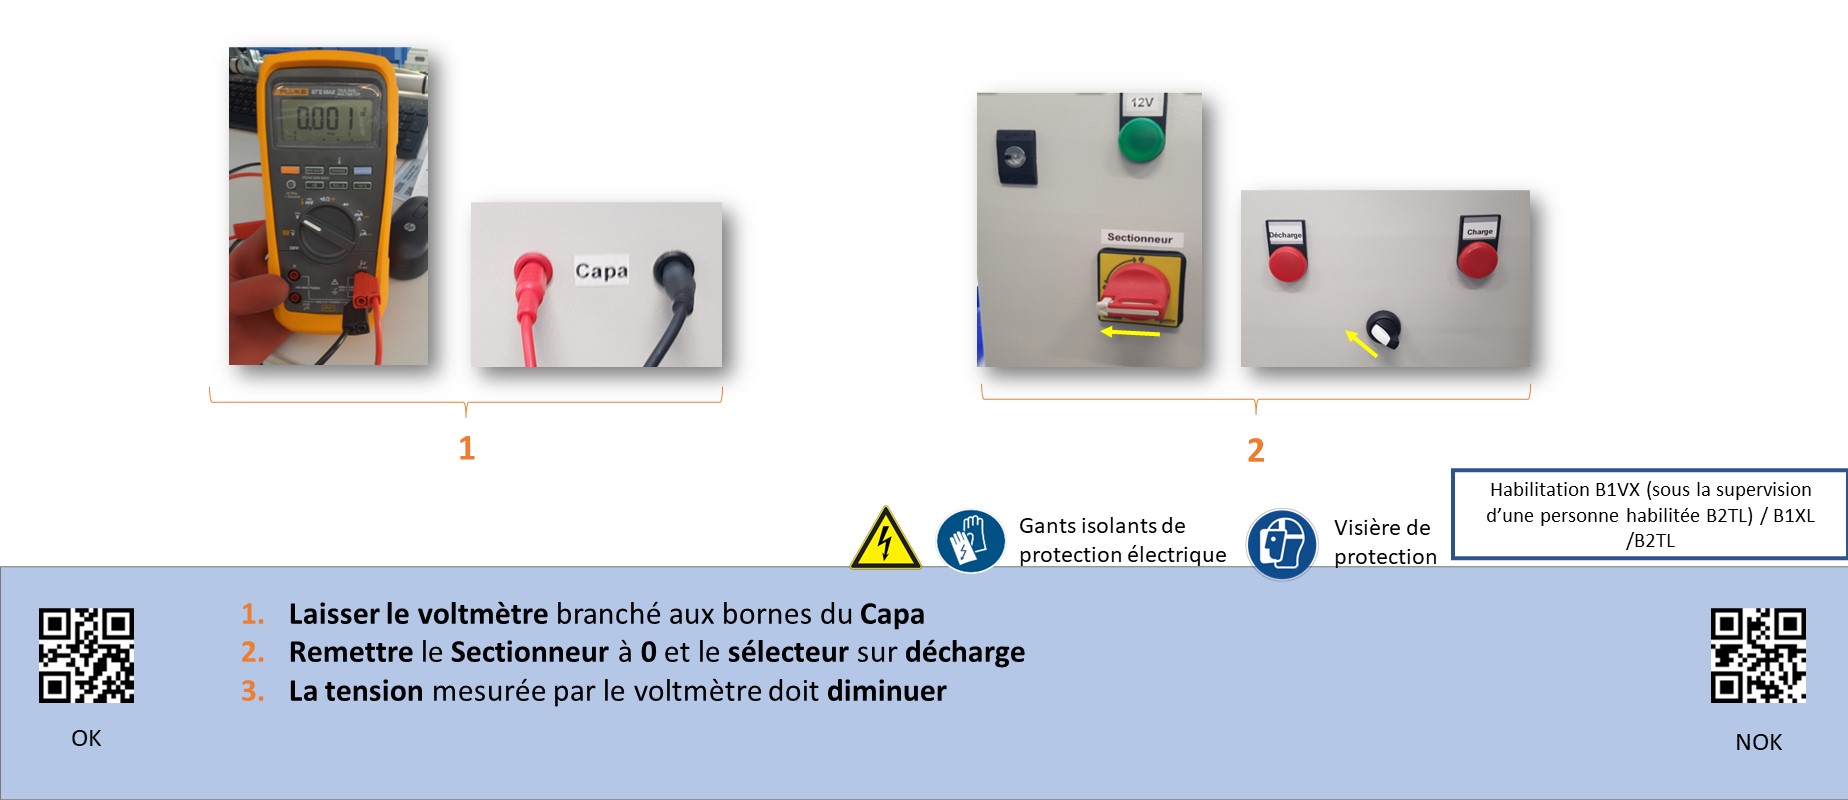 FLUKE 87V MAX
0.001
Capa
12V
Sectionneur
Décharge
Charge
1
2
Gants isolants de
protection électrique
Visière de
protection
Habilitation B1VX (sous la supervision
d’une personne habilitée B2TL) / B1XL
/B2TL
1. Laisser le voltmètre branché aux bornes du Capa
2. Remettre le Sectionneur à 0 et le sélecteur sur décharge
3. La tension mesurée par le voltmètre doit diminuer
OK
NOK